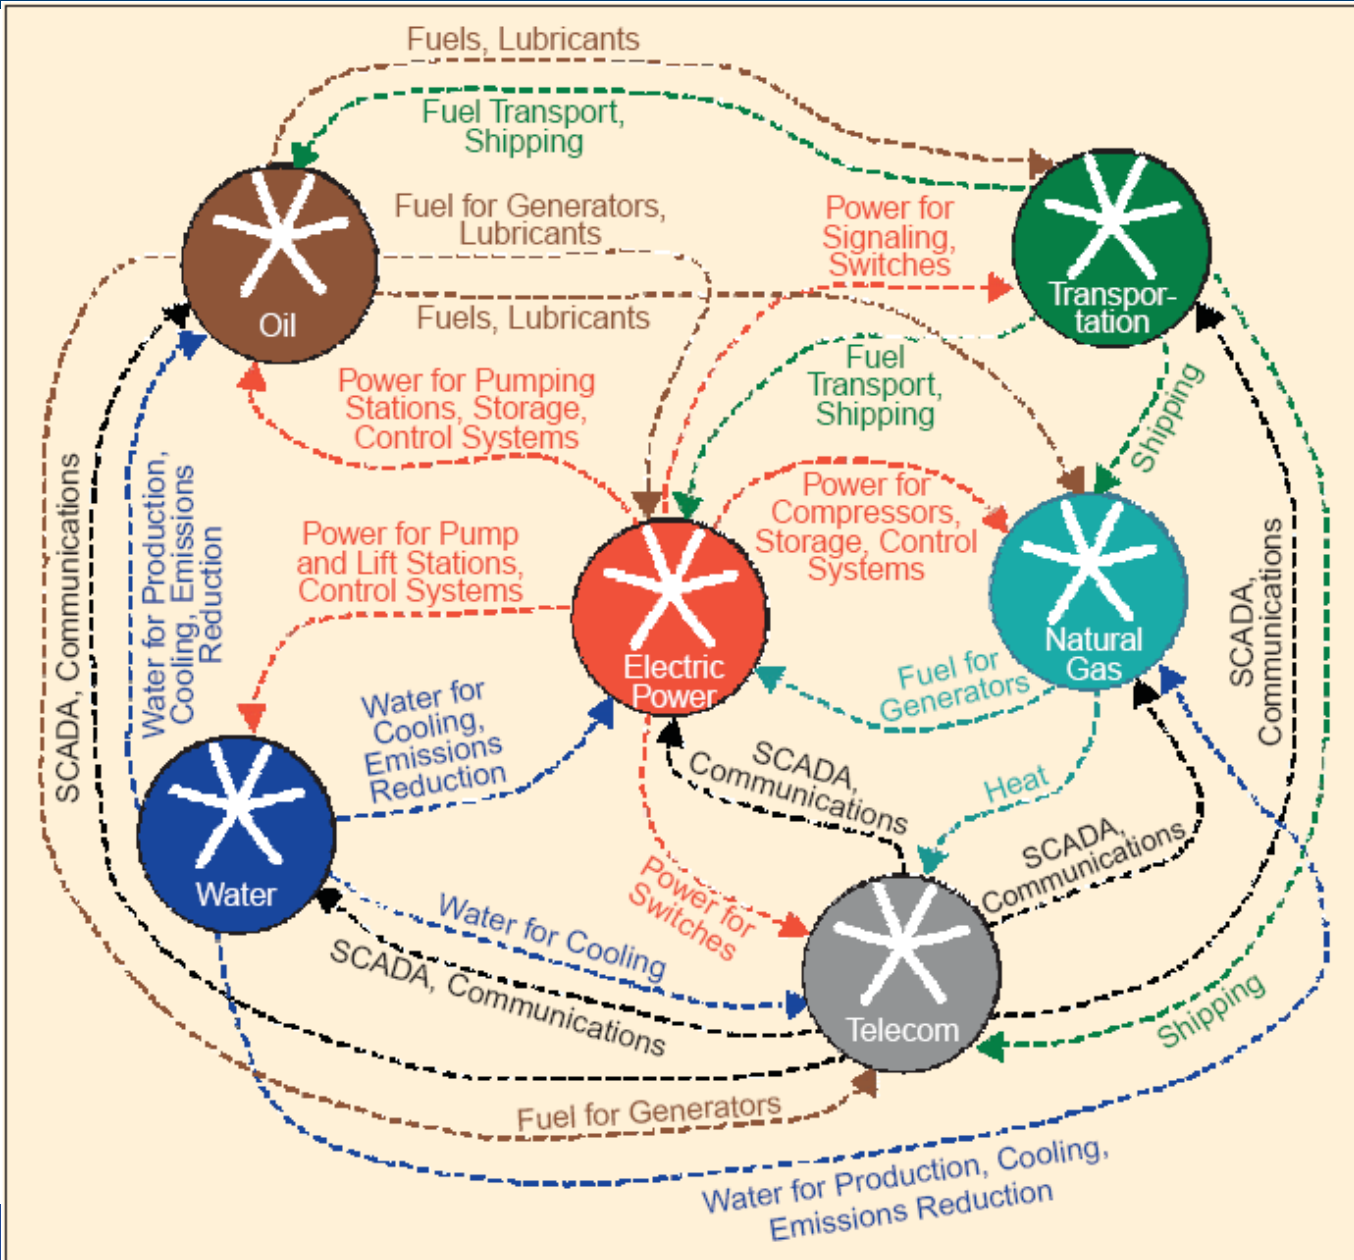 Fuels, Lubricants
Fuel Transport,
Shipping
Fuel for Generators,
Lubricants
Power for
Signaling,
Switches
Transpor-
tation
Oil
Fuels, Lubricants
Power for Pumping
Stations, Storage,
Control Systems
Fuel
Transport,
Shipping
Shipping
SCADA, Communications
Water for Production,
Cooling, Emissions
Reduction
Power for Pump
and Lift Stations,
Control Systems
Power for
Compressors,
Storage, Control
Systems
SCADA,
Communications
Electric
Power
Natural
Gas
Fuel for
Generators
Water for
Cooling,
Emissions
Reduction
SCADA,
Communications
Heat
SCADA,
Communications
Water
Power for
Switches
Water for Cooling
SCADA, Communications
Telecom
Shipping
Fuel for Generators
Water for Production, Cooling,
Emissions Reduction